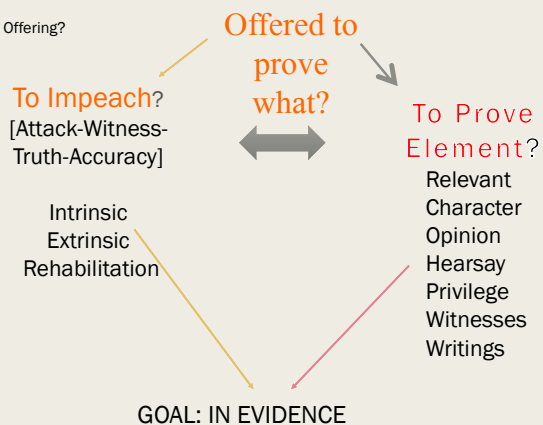 Offering?
Offered to
prove
what?
To Impeach?
[Attack-Witness-
Truth-Accuracy]
Intrinsic
Extrinsic
Rehabilitation
To Prove
Element?
Relevant
Character
Opinion
Hearsay
Privilege
Witnesses
Writings
GOAL: IN EVIDENCE